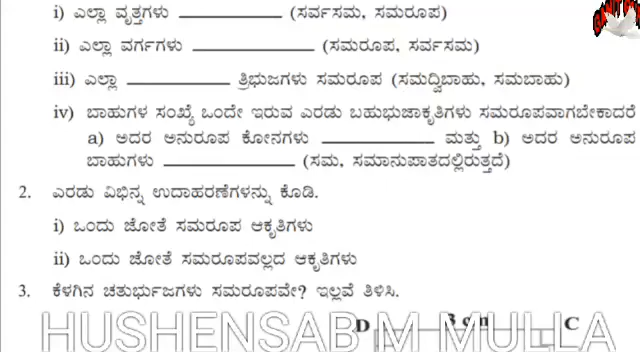 i) ಎಲ್ಲಾ ವೃತ್ತಗಳು ____________ (ಸರ್ವಸಮ, ಸಮರೂಪ)
ii) ಎಲ್ಲಾ ವರ್ಗಗಳು ____________ (ಸಮರೂಪ, ಸರ್ವಸಮ)
iii) ಎಲ್ಲಾ ____________ ತ್ರಿಭುಜಗಳು ಸಮರೂಪ (ಸಮದ್ವಿಬಾಹು, ಸಮಬಾಹು)
iv) ಬಾಹುಗಳ ಸಂಖ್ಯೆ ಒಂದೇ ಇರುವ ಎರಡು ಬಹುಭುಜಾಕೃತಿಗಳು ಸಮರೂಪವಾಗಬೇಕಾದರೆ
a) ಅದರ ಅನುರೂಪ ಕೋನಗಳು ____________ ಮತ್ತು b) ಅದರ ಅನುರೂಪ
ಬಾಹುಗಳು ____________ (ಸಮ, ಸಮಾನುಪಾತದಲ್ಲಿರುತ್ತದೆ)
2. ಎರಡು ವಿಭಿನ್ನ ಉದಾಹರಣೆಗಳನ್ನು ಕೊಡಿ.
i) ಒಂದು ಜೋತೆ ಸಮರೂಪ ಆಕೃತಿಗಳು
ii) ಒಂದು ಜೋತೆ ಸಮರೂಪವಲ್ಲದ ಆಕೃತಿಗಳು
3. ಕೆಳಗಿನ ಚತುರ್ಭುಜಗಳು ಸಮರೂಪವೇ? ಇಲ್ಲವೆ ತಿಳಿಸಿ.
D 3 cm C
HUSHENSAB M MULLA